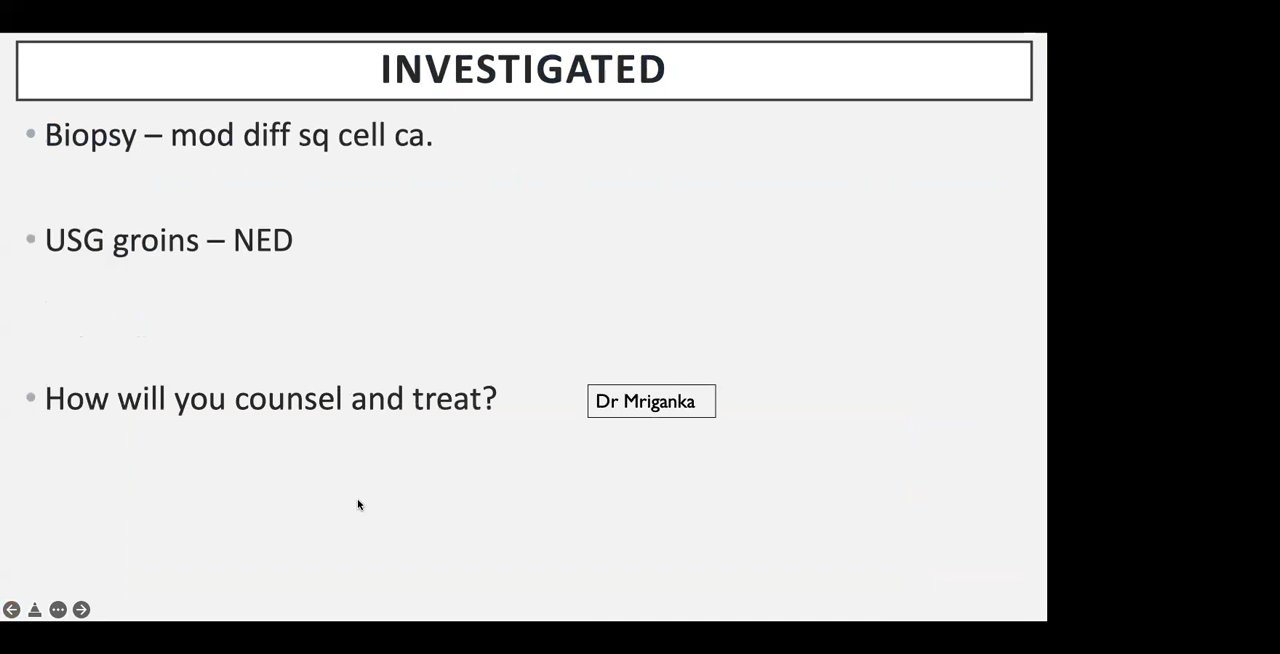 INVESTIGATED
• Biopsy – mod diff sq cell ca.
• USG groins – NED
• How will you counsel and treat?
Dr Mriganka